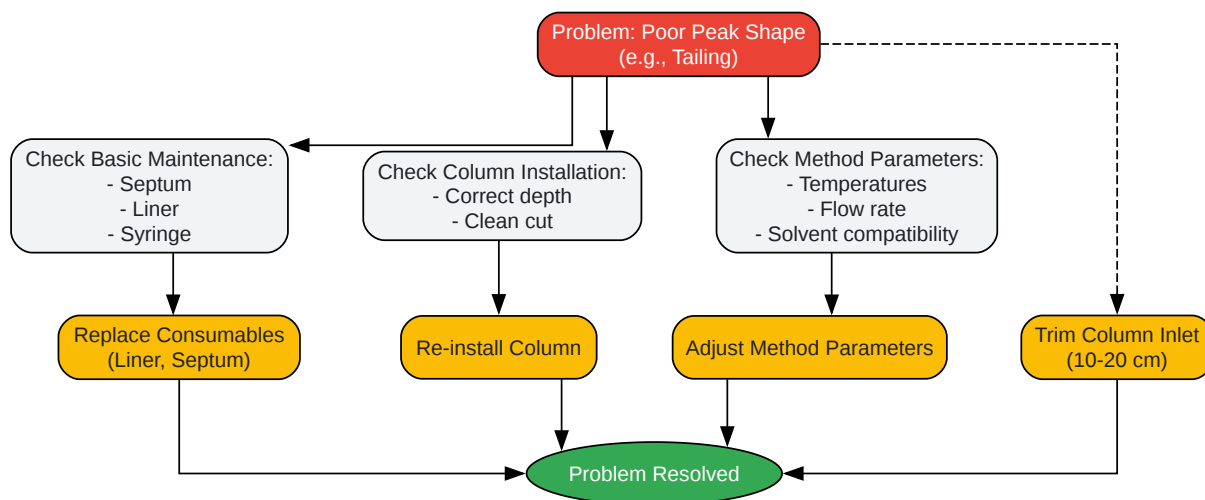 Problem: Poor Peak Shape
(e.g., Tailing)
Check Basic Maintenance:
- Septum
- Liner
- Syringe
Check Column Installation:
- Correct depth
- Clean cut
Check Method Parameters:
- Temperatures
- Flow rate
- Solvent compatibility
Replace Consumables
(Liner, Septum)
Re-install Column
Adjust Method Parameters
Trim Column Inlet
(10-20 cm)
Problem Resolved